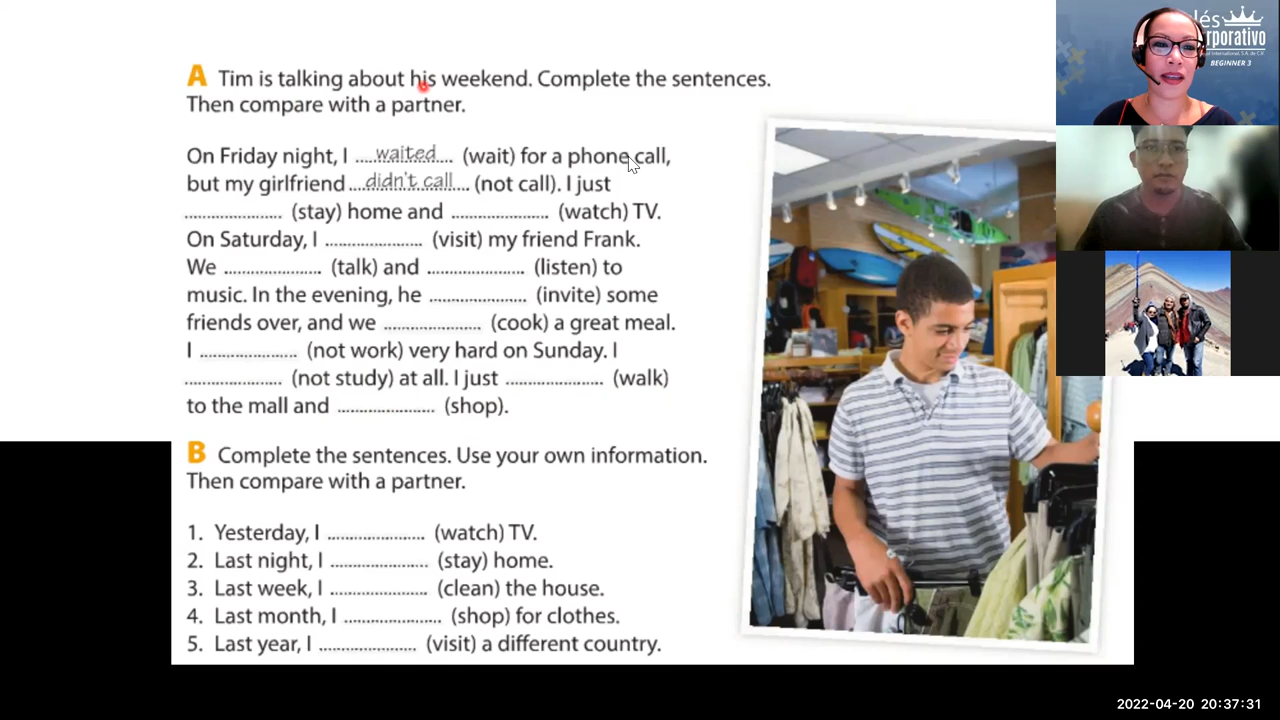 A Tim is talking about his weekend. Complete the sentences.
Then compare with a partner.
On Friday night, I ....waited.... (wait) for a phone call,
but my girlfriend ...didn't call... (not call). I just
.................... (stay) home and .................... (watch) TV.
On Saturday, I .................... (visit) my friend Frank.
We .................... (talk) and .................... (listen) to
music. In the evening, he .................... (invite) some
friends over, and we .................... (cook) a great meal.
I .................... (not work) very hard on Sunday. I
.................... (not study) at all. I just .................... (walk)
to the mall and .................... (shop).
B Complete the sentences. Use your own information.
Then compare with a partner.
1. Yesterday, I .................... (watch) TV.
2. Last night, I .................... (stay) home.
3. Last week, I .................... (clean) the house.
4. Last month, I .................... (shop) for clothes.
5. Last year, I .................... (visit) a different country.
BEGINNER 3
2022-04-20 20:37:31